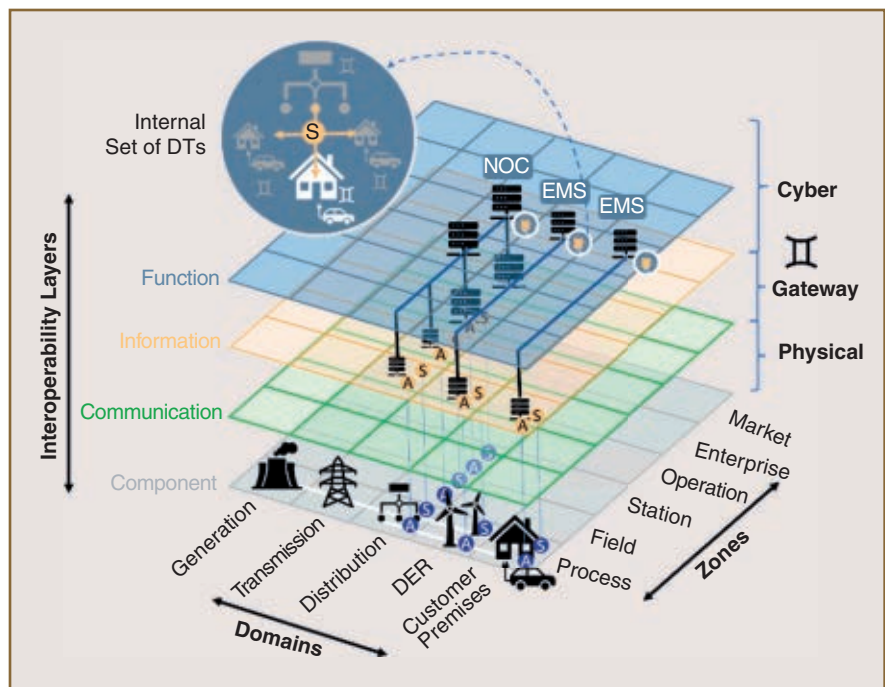 Internal
Set of DTs
S
NOC
EMS
EMS
Cyber
Gateway
Physical
Interoperability Layers
Function
Information
Communication
Component
A
S
A
S
A
S
A
S
A
S
A
S
A
S
A
S
A
S
Market
Enterprise
Operation
Station
Field
Process
Zones
Generation
Transmission
Distribution
DER
Customer
Premises
Domains